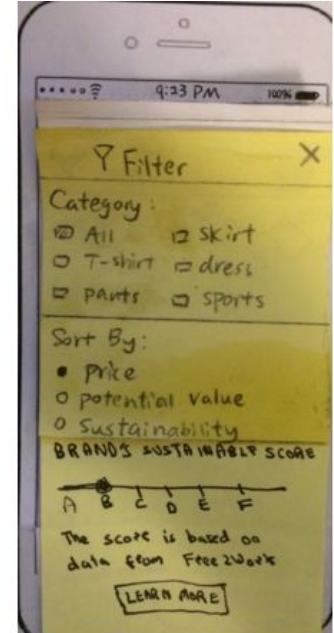 9:23 PM 100%
Filter
Category:
All skirt
T-shirt dress
pants sports
Sort By:
price
potential value
sustainability
BRAND'S SUSTAINABLE SCORE
A B C D E F
The score is based on
data from Free2Work
LEARN MORE